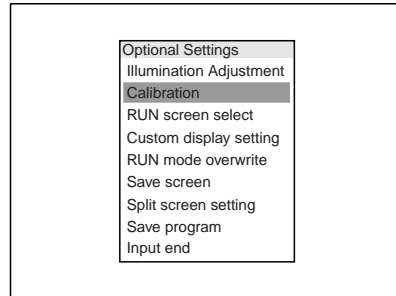 Optional Settings
Illumination Adjustment
Calibration
RUN screen select
Custom display setting
RUN mode overwrite
Save screen
Split screen setting
Save program
Input end